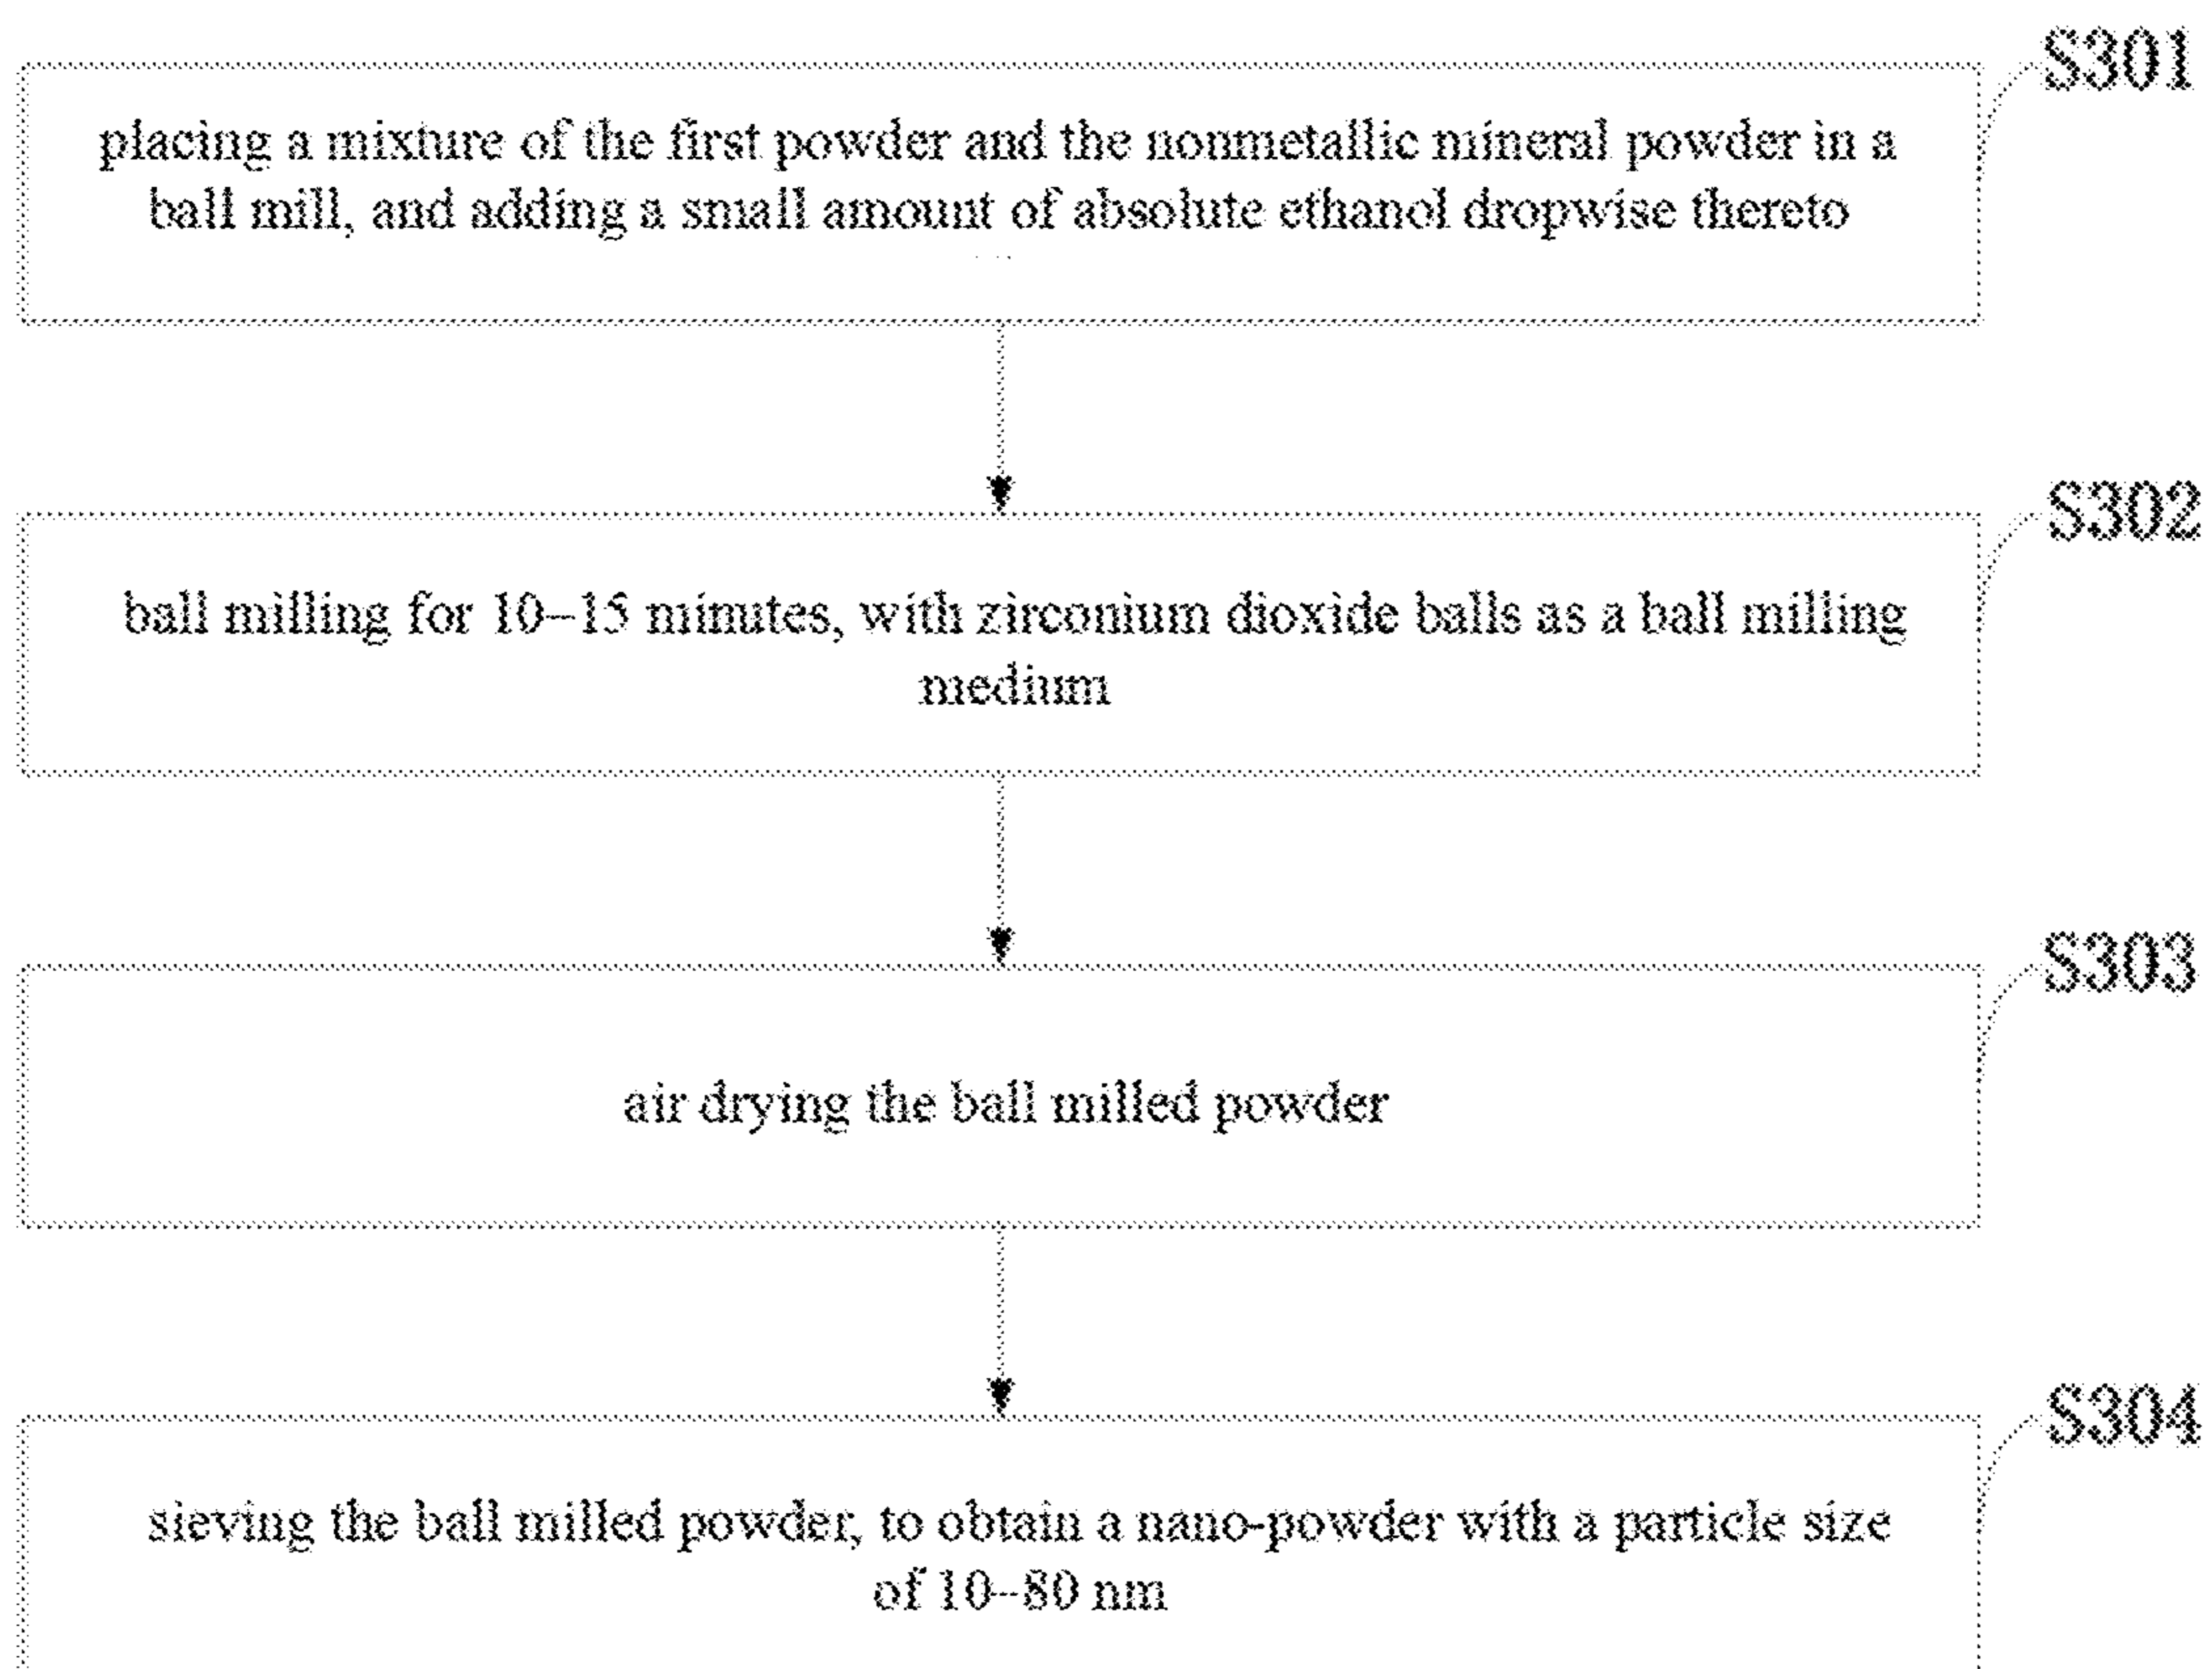 S301
placing a mixture of the first powder and the nonmetallic mineral powder in a
ball mill, and adding a small amount of absolute ethanol dropwise thereto
S302
ball milling for 10–15 minutes, with zirconium dioxide balls as a ball milling
medium
S303
air drying the ball milled powder
S304
sieving the ball milled powder, to obtain a nano-powder with a particle size
of 10–80 nm